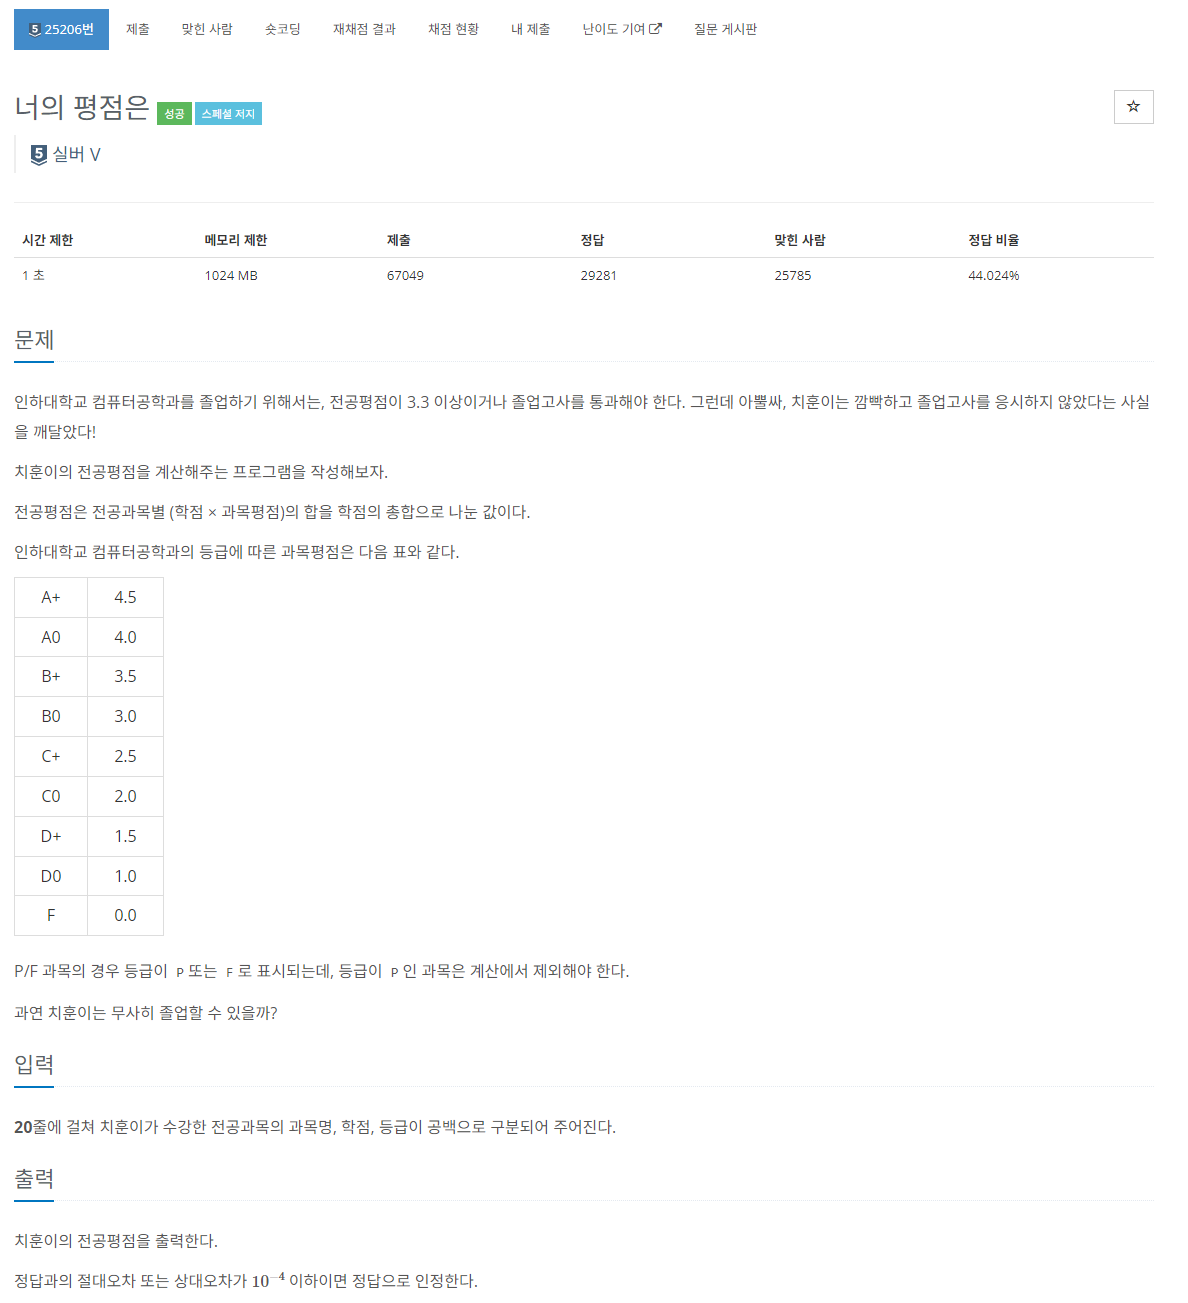 5 25206번 제출 맞힌 사람 숏코딩 재채점 결과 채점 현황 내 제출 난이도 기여 질문 게시판
너의 평점은 성공 스페셜 저지
☆
5 실버 V
시간 제한 메모리 제한 제출 정답 맞힌 사람 정답 비율
1 초 1024 MB 67049 29281 25785 44.024%
문제
인하대학교 컴퓨터공학과를 졸업하기 위해서는, 전공평점이 3.3 이상이거나 졸업고사를 통과해야 한다. 그런데 아뿔싸, 치훈이는 깜빡하고 졸업고사를 응시하지 않았다는 사실
을 깨달았다!
치훈이의 전공평점을 계산해주는 프로그램을 작성해보자.
전공평점은 전공과목별 (학점 × 과목평점)의 합을 학점의 총합으로 나눈 값이다.
인하대학교 컴퓨터공학과의 등급에 따른 과목평점은 다음 표와 같다.
A+ 4.5
A0 4.0
B+ 3.5
B0 3.0
C+ 2.5
C0 2.0
D+ 1.5
D0 1.0
F 0.0
P/F 과목의 경우 등급이 P 또는 F 로 표시되는데, 등급이 P 인 과목은 계산에서 제외해야 한다.
과연 치훈이는 무사히 졸업할 수 있을까?
입력
20줄에 걸쳐 치훈이가 수강한 전공과목의 과목명, 학점, 등급이 공백으로 구분되어 주어진다.
출력
치훈이의 전공평점을 출력한다.
정답과의 절대오차 또는 상대오차가 10⁻⁴ 이하이면 정답으로 인정한다.